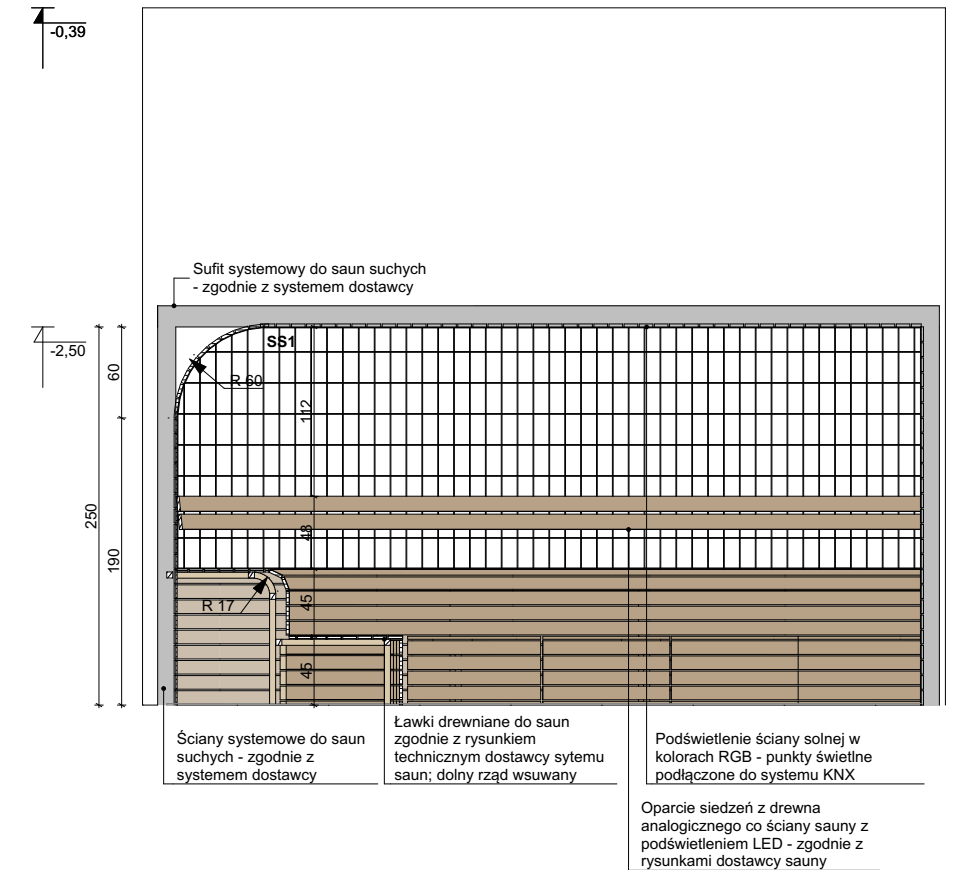 -0,39
Sufit systemowy do saun suchych
- zgodnie z systemem dostawcy
SS1
-2,50
60
R 60
112
250
48
190
R 17
45
45
Ściany systemowe do saun
suchych - zgodnie z
systemem dostawcy
Ławki drewniane do saun
zgodnie z rysunkiem
technicznym dostawcy sytemu
saun; dolny rząd wsuwany
Podświetlenie ściany solnej w
kolorach RGB - punkty świetlne
podłączone do systemu KNX
Oparcie siedzeń z drewna
analogicznego co ściany sauny z
podświetleniem LED - zgodnie z
rysunkami dostawcy sauny